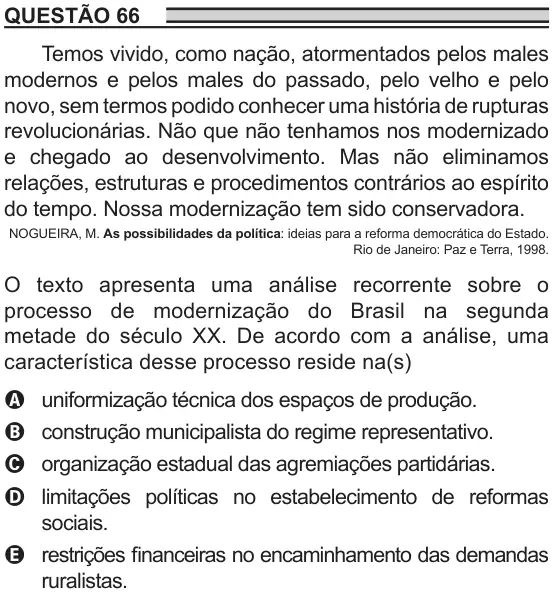 QUESTÃO 66
Temos vivido, como nação, atormentados pelos males
modernos e pelos males do passado, pelo velho e pelo
novo, sem termos podido conhecer uma história de rupturas
revolucionárias. Não que não tenhamos nos modernizado
e chegado ao desenvolvimento. Mas não eliminamos
relações, estruturas e procedimentos contrários ao espírito
do tempo. Nossa modernização tem sido conservadora.
NOGUEIRA, M. As possibilidades da política: ideias para a reforma democrática do Estado.
Rio de Janeiro: Paz e Terra, 1998.
O texto apresenta uma análise recorrente sobre o
processo de modernização do Brasil na segunda
metade do século XX. De acordo com a análise, uma
característica desse processo reside na(s)
A uniformização técnica dos espaços de produção.
B construção municipalista do regime representativo.
C organização estadual das agremiações partidárias.
D limitações políticas no estabelecimento de reformas
sociais.
E restrições financeiras no encaminhamento das demandas
ruralistas.